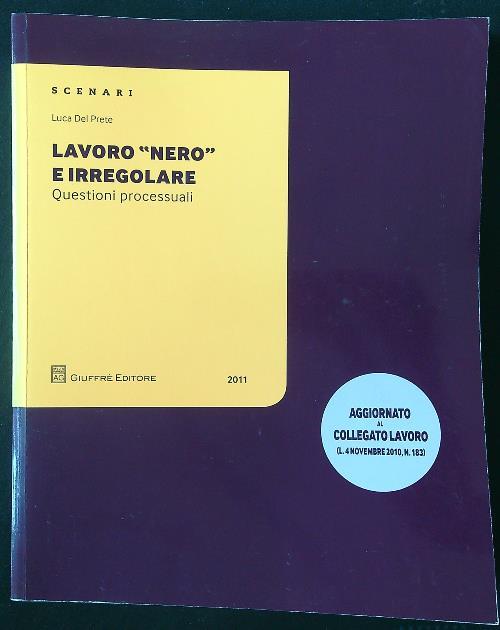 SCENARI
Luca Del Prete
LAVORO “NERO”
E IRREGOLARE
Questioni processuali
GIUFFRÈ EDITORE 2011
AGGIORNATO
AL
COLLEGATO LAVORO
(L. 4 NOVEMBRE 2010, N. 183)